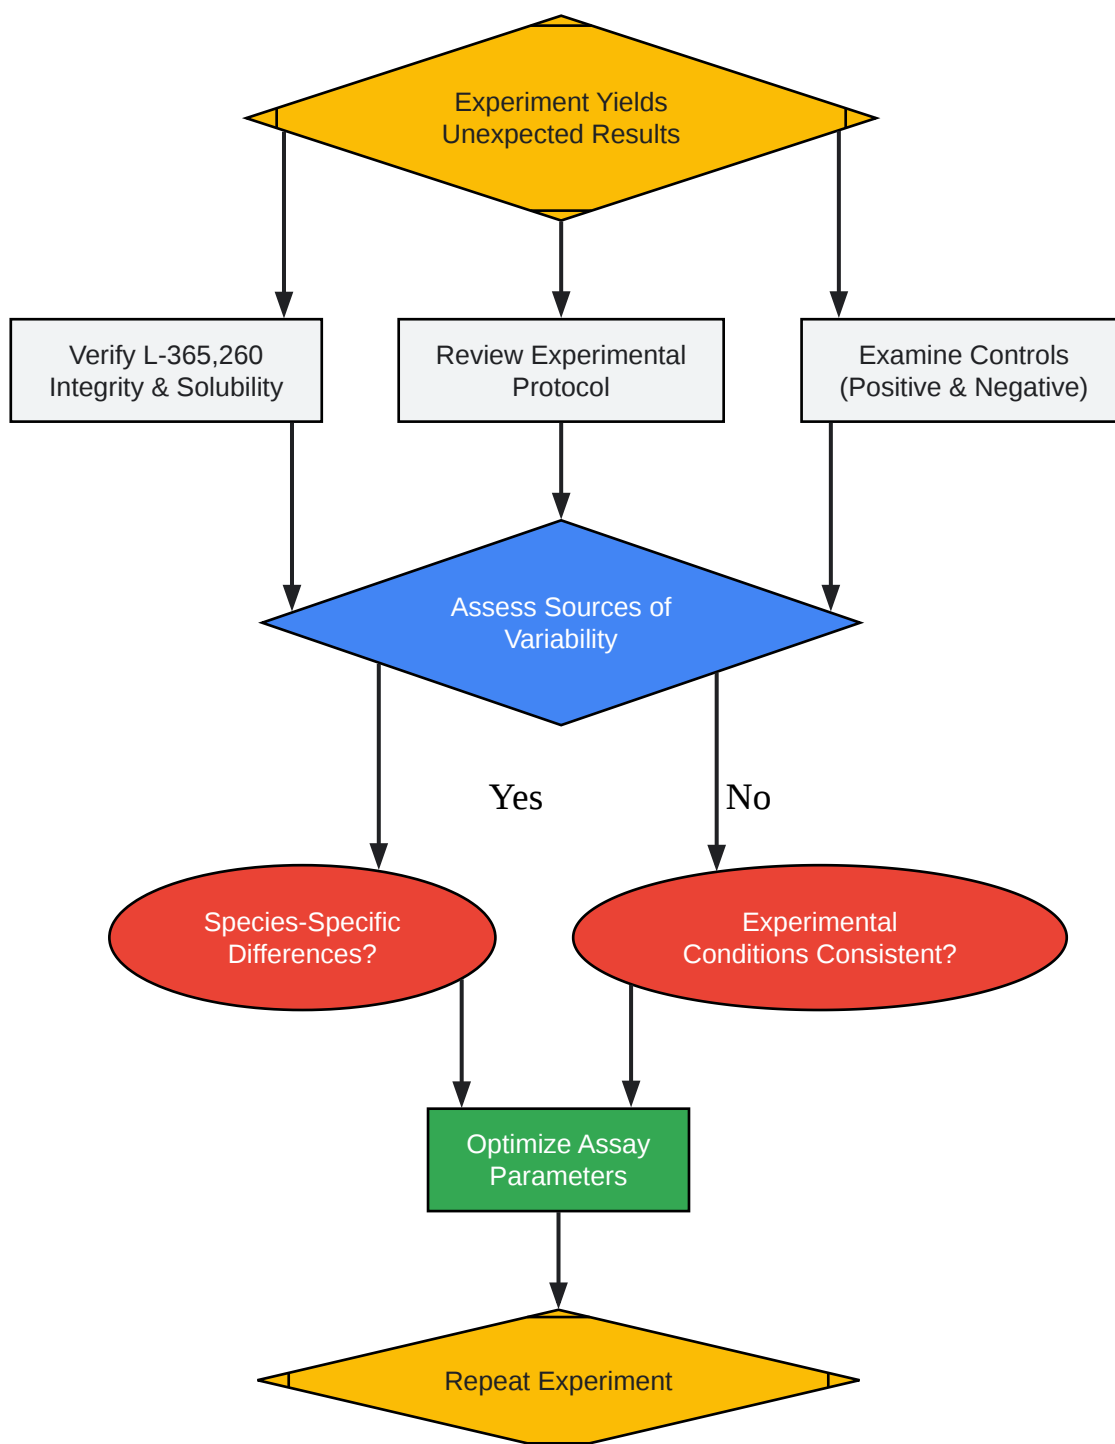 Experiment Yields
Unexpected Results
Verify L-365,260
Integrity & Solubility
Review Experimental
Protocol
Examine Controls
(Positive & Negative)
Assess Sources of
Variability
Yes
No
Species-Specific
Differences?
Experimental
Conditions Consistent?
Optimize Assay
Parameters
Repeat Experiment